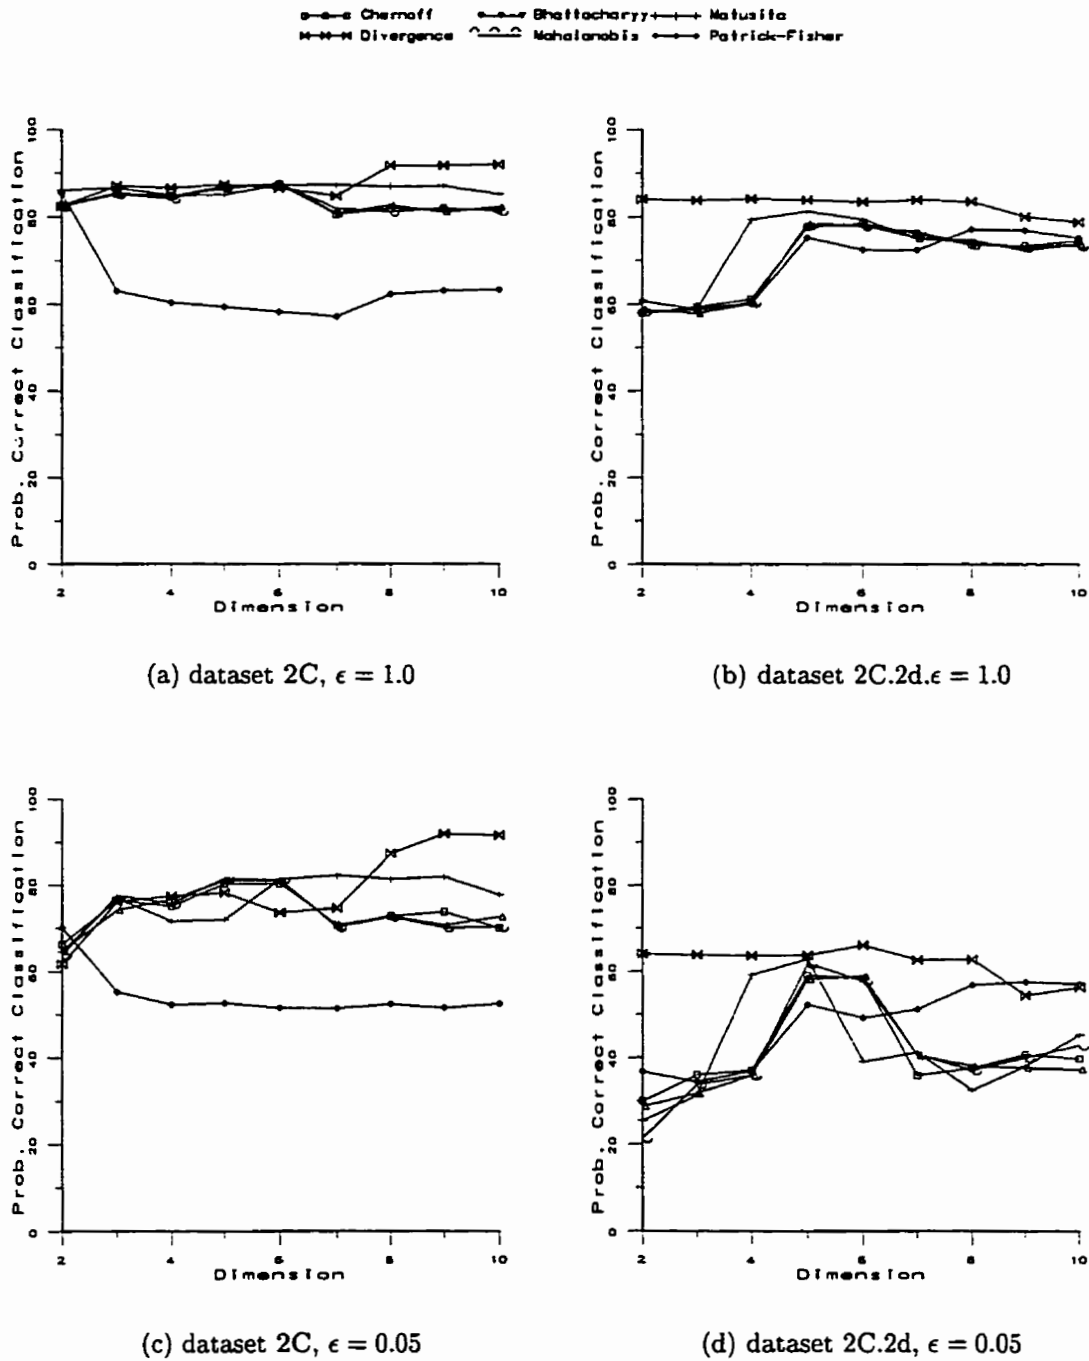 Chernoff Bhattacharyy Matusita
Divergence Mahalanobis Patrick-Fisher
Prob. Correct Classification
0 20 40 60 80 100
2 4 6 8 10
Dimension
(a) dataset 2C, ϵ = 1.0
Prob. Correct Classification
0 20 40 60 80 100
2 4 6 8 10
Dimension
(b) dataset 2C.2d.ϵ = 1.0
Prob. Correct Classification
0 20 40 60 80 100
2 4 6 8 10
Dimension
(c) dataset 2C, ϵ = 0.05
Prob. Correct Classification
0 20 40 60 80 100
2 4 6 8 10
Dimension
(d) dataset 2C.2d, ϵ = 0.05